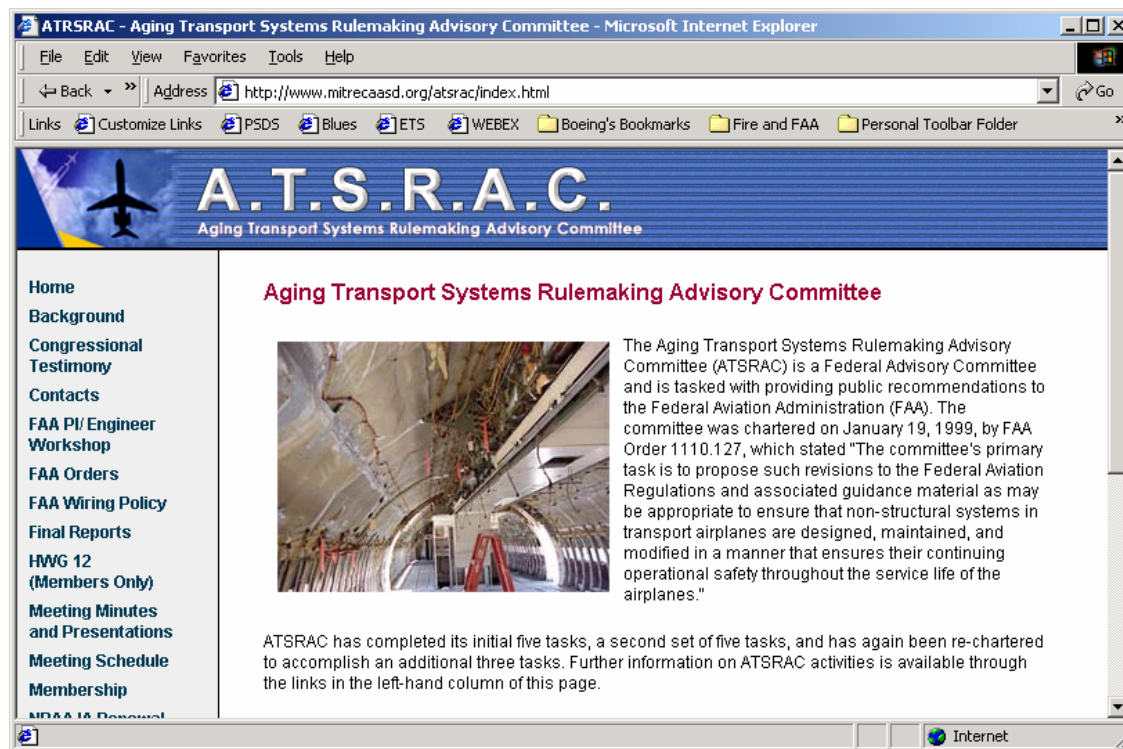 ATRSRAC - Aging Transport Systems Rulemaking Advisory Committee - Microsoft Internet Explorer
File Edit View Favorites Tools Help
Back » Address http://www.mitrecaasd.org/atsrac/index.html Go
Links Customize Links PSDS Blues ETS WEBEX Boeing's Bookmarks Fire and FAA Personal Toolbar Folder »
A.T.S.R.A.C.
Aging Transport Systems Rulemaking Advisory Committee
Home
Background
Congressional
Testimony
Contacts
FAA PI/ Engineer
Workshop
FAA Orders
FAA Wiring Policy
Final Reports
HWG 12
(Members Only)
Meeting Minutes
and Presentations
Meeting Schedule
Membership
Aging Transport Systems Rulemaking Advisory Committee
The Aging Transport Systems Rulemaking Advisory
Committee (ATSRAC) is a Federal Advisory Committee
and is tasked with providing public recommendations to
the Federal Aviation Administration (FAA). The
committee was chartered on January 19, 1999, by FAA
Order 1110.127, which stated "The committee's primary
task is to propose such revisions to the Federal Aviation
Regulations and associated guidance material as may
be appropriate to ensure that non-structural systems in
transport airplanes are designed, maintained, and
modified in a manner that ensures their continuing
operational safety throughout the service life of the
airplanes."
ATSRAC has completed its initial five tasks, a second set of five tasks, and has again been re-chartered
to accomplish an additional three tasks. Further information on ATSRAC activities is available through
the links in the left-hand column of this page.
Internet